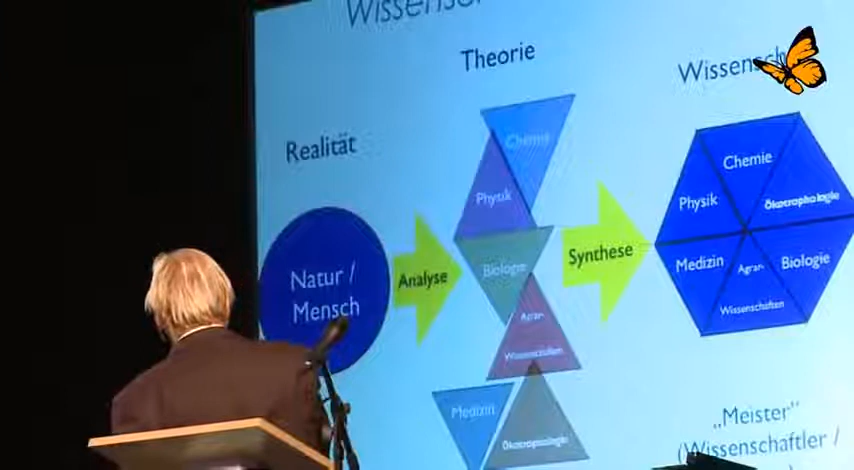 Theorie
Realität
Natur /
Mensch
Analyse
Chemie
Physik
Biologie
Agrar-
Wissenschaften
Medizin
Ökotrophologie
Synthese
Chemie
Physik
Ökotrophologie
Medizin
Agrar-
Wissenschaften
Biologie
„Meister“
(Wissenschaftler /